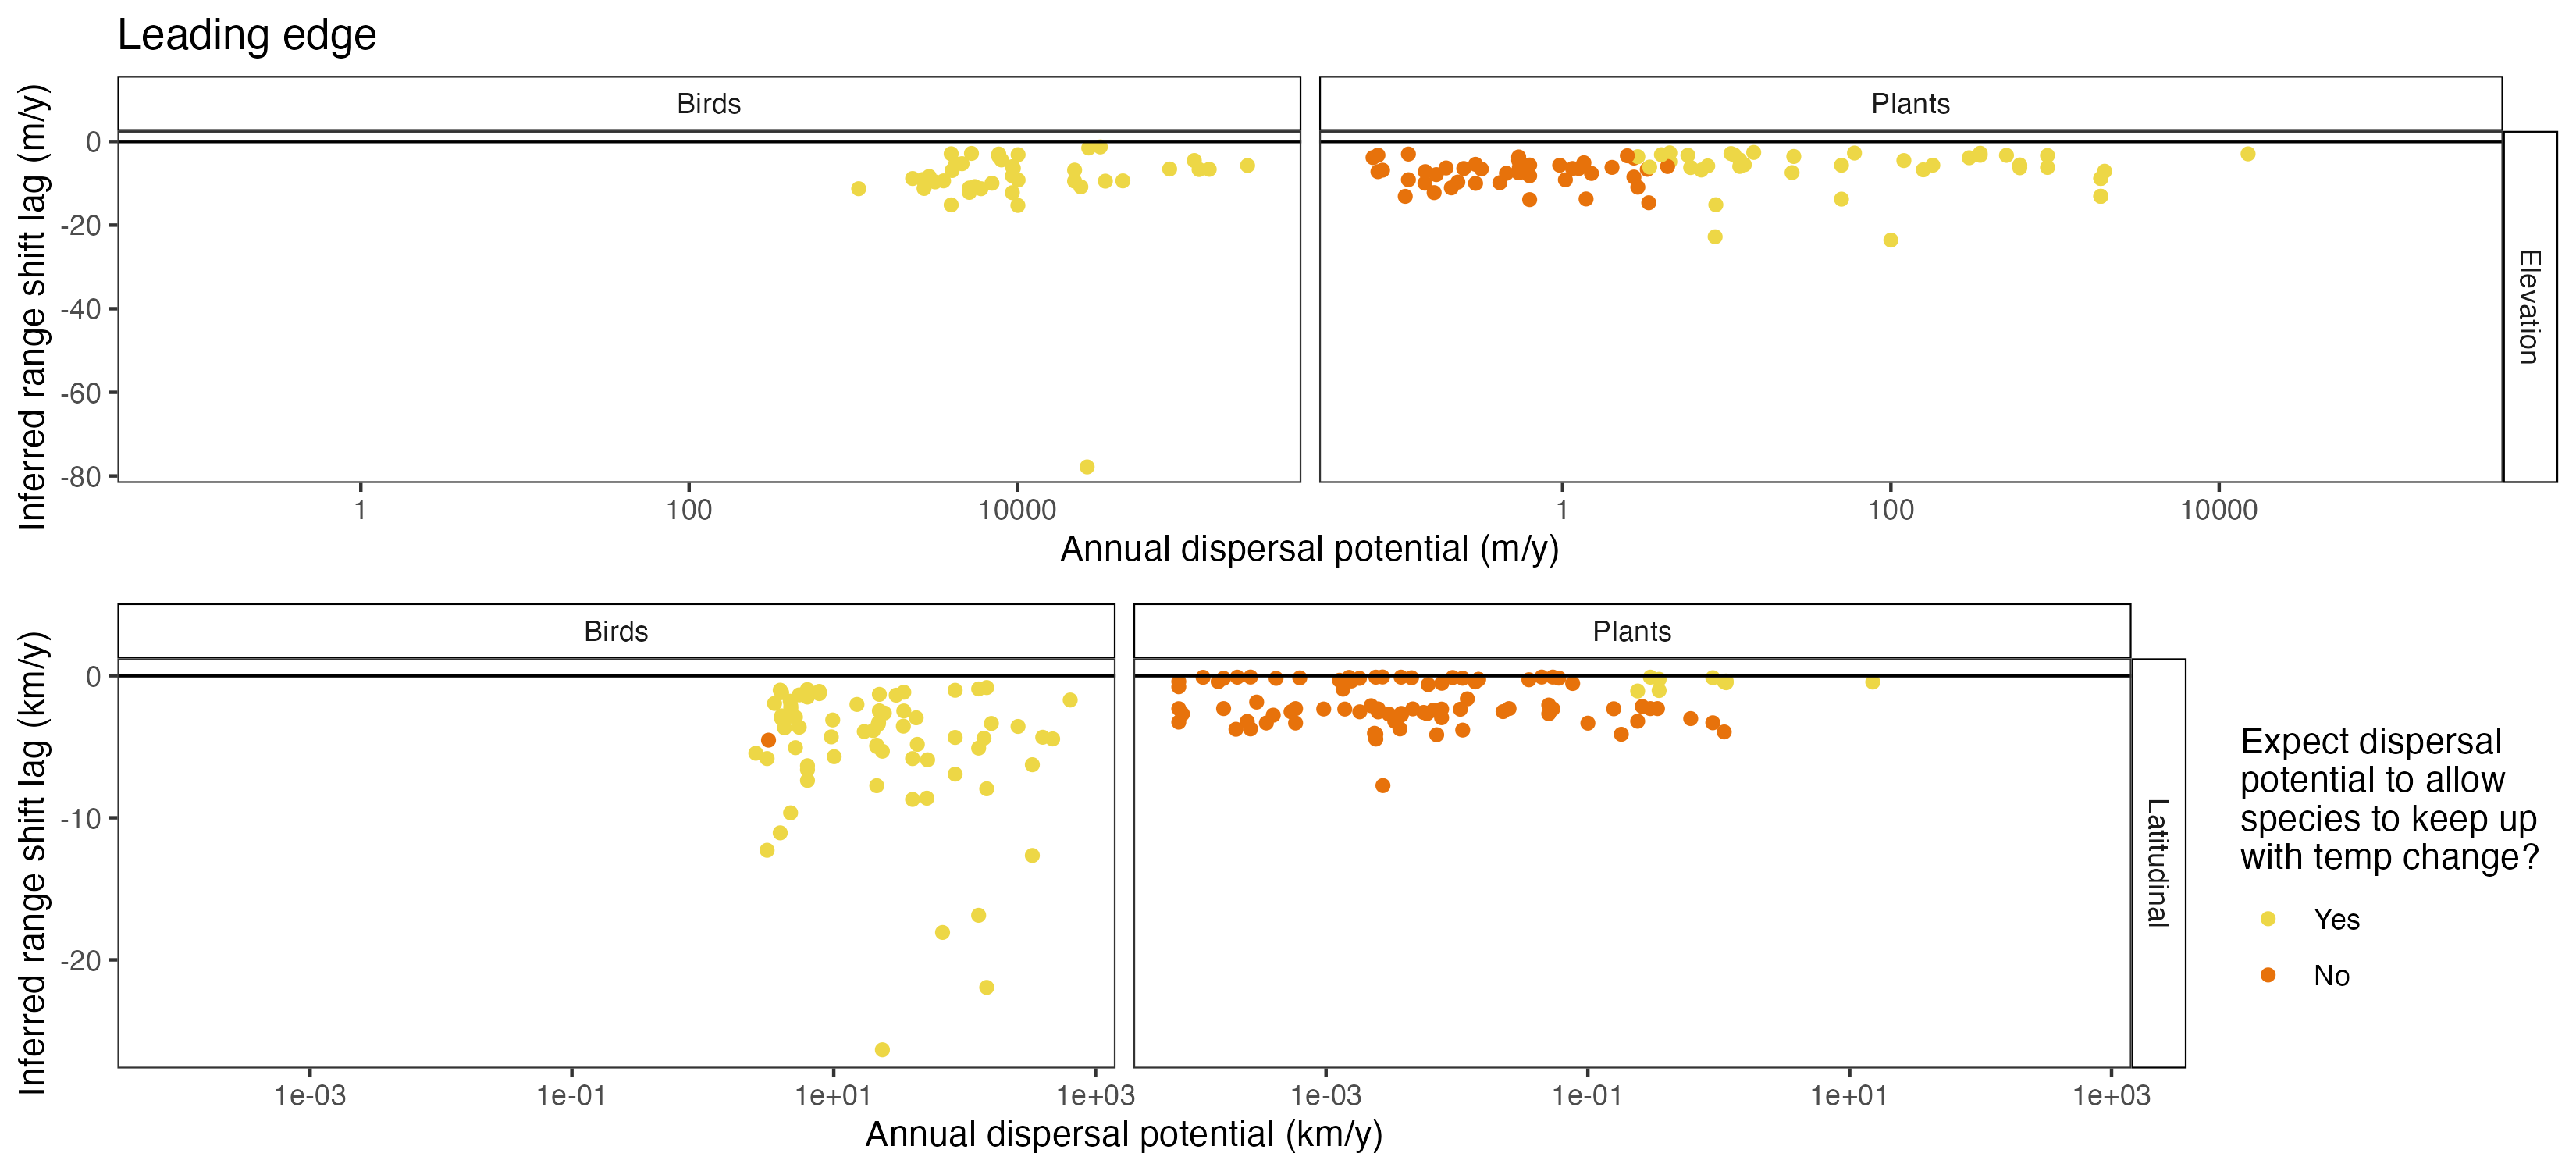 Leading edge
Birds
Plants
Inferred range shift lag (m/y)
0
-20
-40
-60
-80
Elevation
1
100
10000
1
100
10000
Annual dispersal potential (m/y)
Birds
Plants
Inferred range shift lag (km/y)
0
-10
-20
Latitudinal
1e-03
1e-01
1e+01
1e+03
1e-03
1e-01
1e+01
1e+03
Annual dispersal potential (km/y)
Expect dispersal
potential to allow
species to keep up
with temp change?
Yes
No